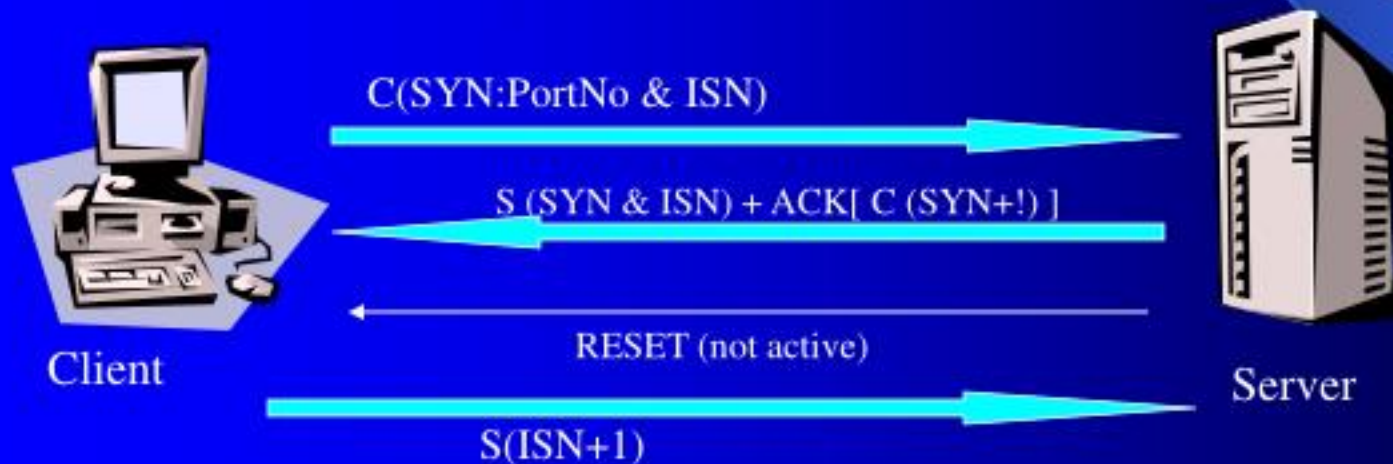 C(SYN:PortNo & ISN)
S (SYN & ISN) + ACK[ C (SYN+!) ]
RESET (not active)
Client
Server
S(ISN+1)